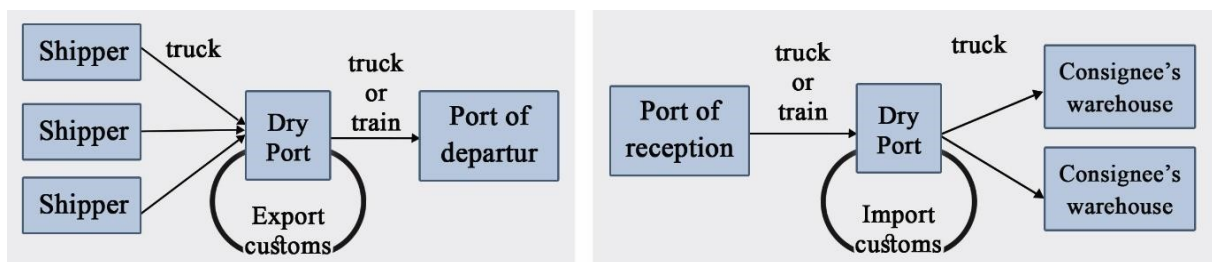 Shipper
truck
Shipper
Shipper
Dry
Port
truck
or
train
Port of
departur
Export
customs
Port of
reception
truck
or
train
Dry
Port
truck
Consignee's
warehouse
Consignee's
warehouse
Import
customs